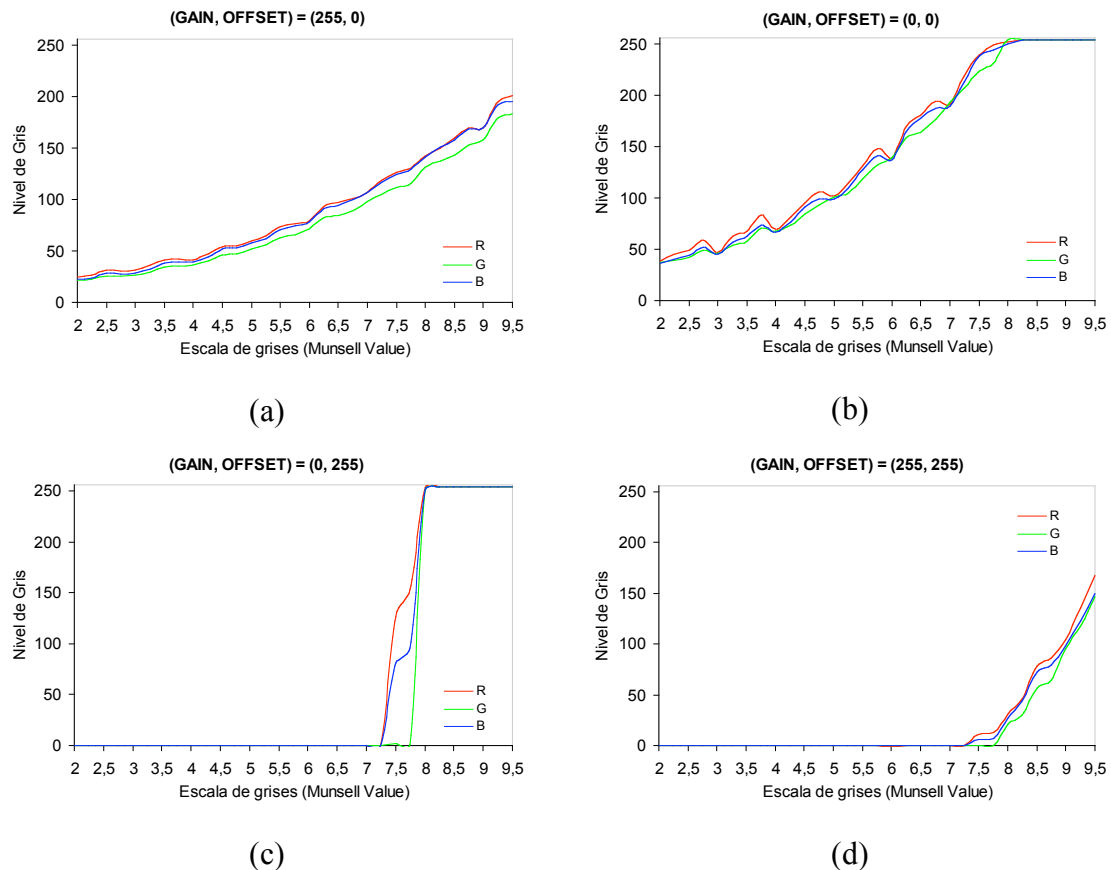 (GAIN, OFFSET) = (255, 0)
250
200
150
100
50
0
Nivel de Gris
R
G
B
2 2,5 3 3,5 4 4,5 5 5,5 6 6,5 7 7,5 8 8,5 9 9,5
Escala de grises (Munsell Value)
(a)
(GAIN, OFFSET) = (0, 0)
250
200
150
100
50
0
Nivel de Gris
R
G
B
2 2,5 3 3,5 4 4,5 5 5,5 6 6,5 7 7,5 8 8,5 9 9,5
Escala de grises (Munsell Value)
(b)
(GAIN, OFFSET) = (0, 255)
250
200
150
100
50
0
Nivel de Gris
R
G
B
2 2,5 3 3,5 4 4,5 5 5,5 6 6,5 7 7,5 8 8,5 9 9,5
Escala de grises (Munsell Value)
(c)
(GAIN, OFFSET) = (255, 255)
250
200
150
100
50
0
Nivel de Gris
R
G
B
2 2,5 3 3,5 4 4,5 5 5,5 6 6,5 7 7,5 8 8,5 9 9,5
Escala de grises (Munsell Value)
(d)